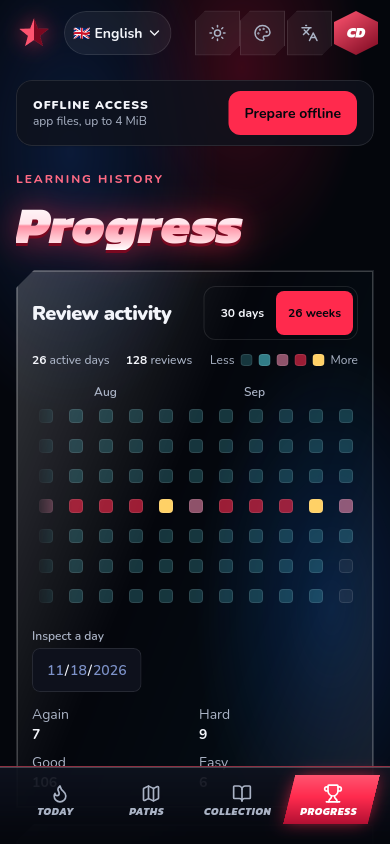 English
CD
OFFLINE ACCESS
app files, up to 4 MiB
Prepare offline
LEARNING HISTORY
Progress
Review activity
30 days
26 weeks
26 active days
128 reviews
Less
More
Aug
Sep
Inspect a day
11/18/2026
Again
Hard
7
9
Good
Easy
106
6
TODAY
PATHS
COLLECTION
PROGRESS